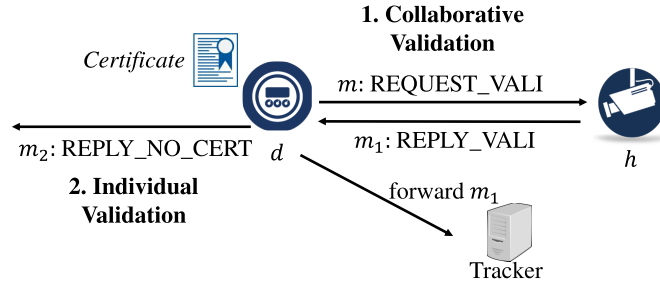 1. Collaborative
Validation
Certificate
m: REQUEST_VALI
m₁: REPLY_VALI
m₂: REPLY_NO_CERT
d
h
2. Individual
Validation
forward m₁
Tracker